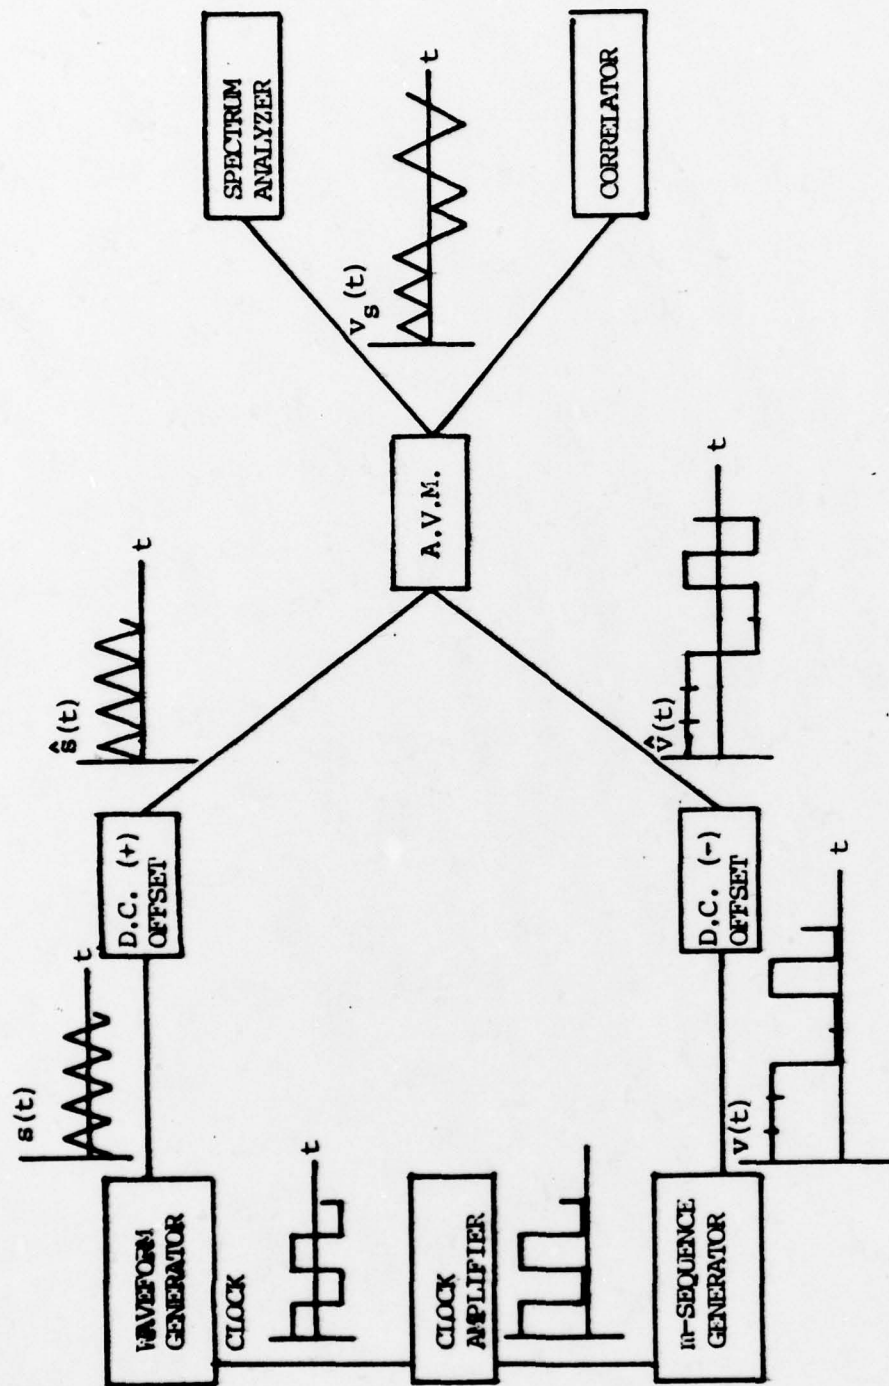 WAVEFORM
GENERATOR
s(t)
t
D.C. (+)
OFFSET
ŝ(t)
t
SPECTRUM
ANALYZER
CLOCK
t
CLOCK
AMPLIFIER
A.V.M.
v_s(t)
t
m-SEQUENCE
GENERATOR
v(t)
t
D.C. (-)
OFFSET
v̂(t)
t
CORRELATOR